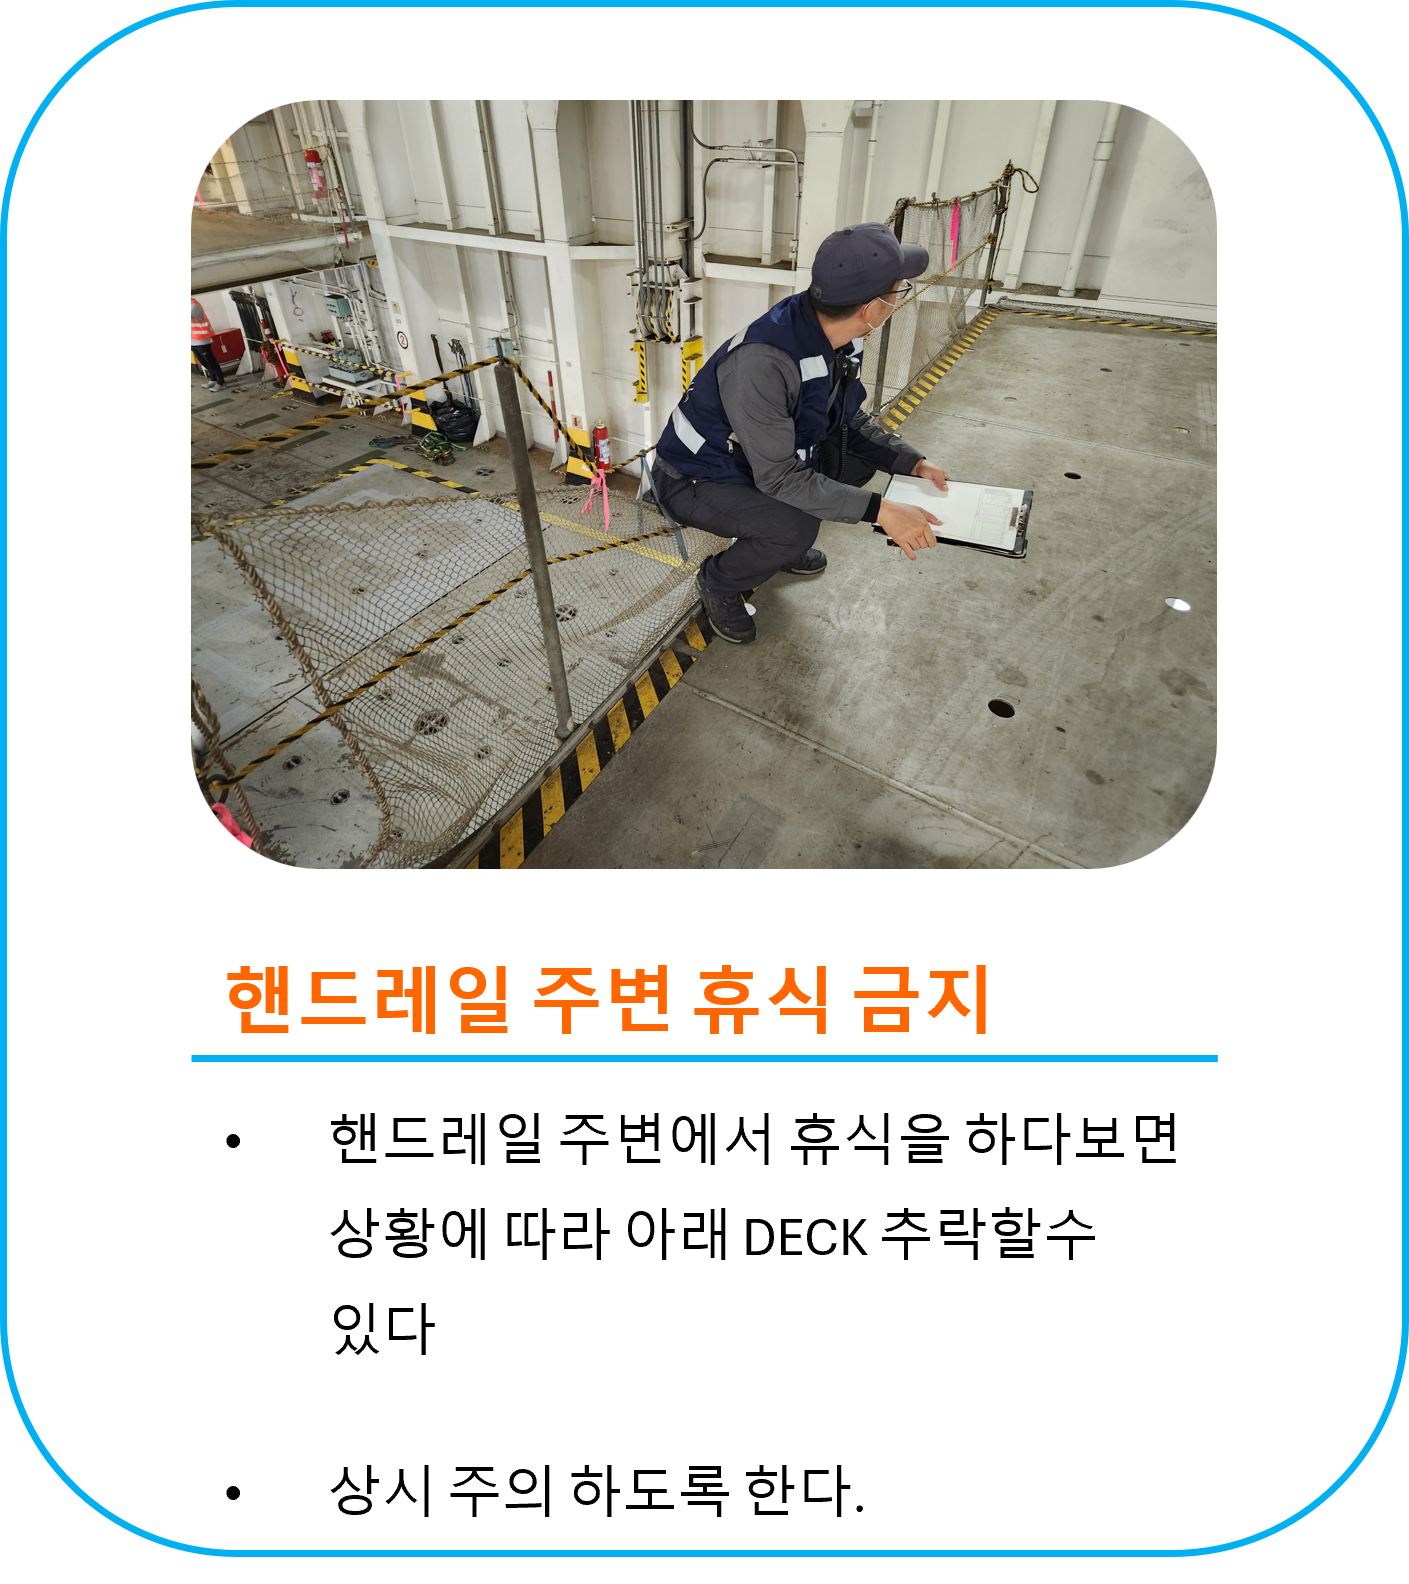 핸드레일 주변 휴식 금지
• 핸드레일 주변에서 휴식을 하다보면
상황에 따라 아래 DECK 추락할수
있다
• 상시 주의 하도록 한다.